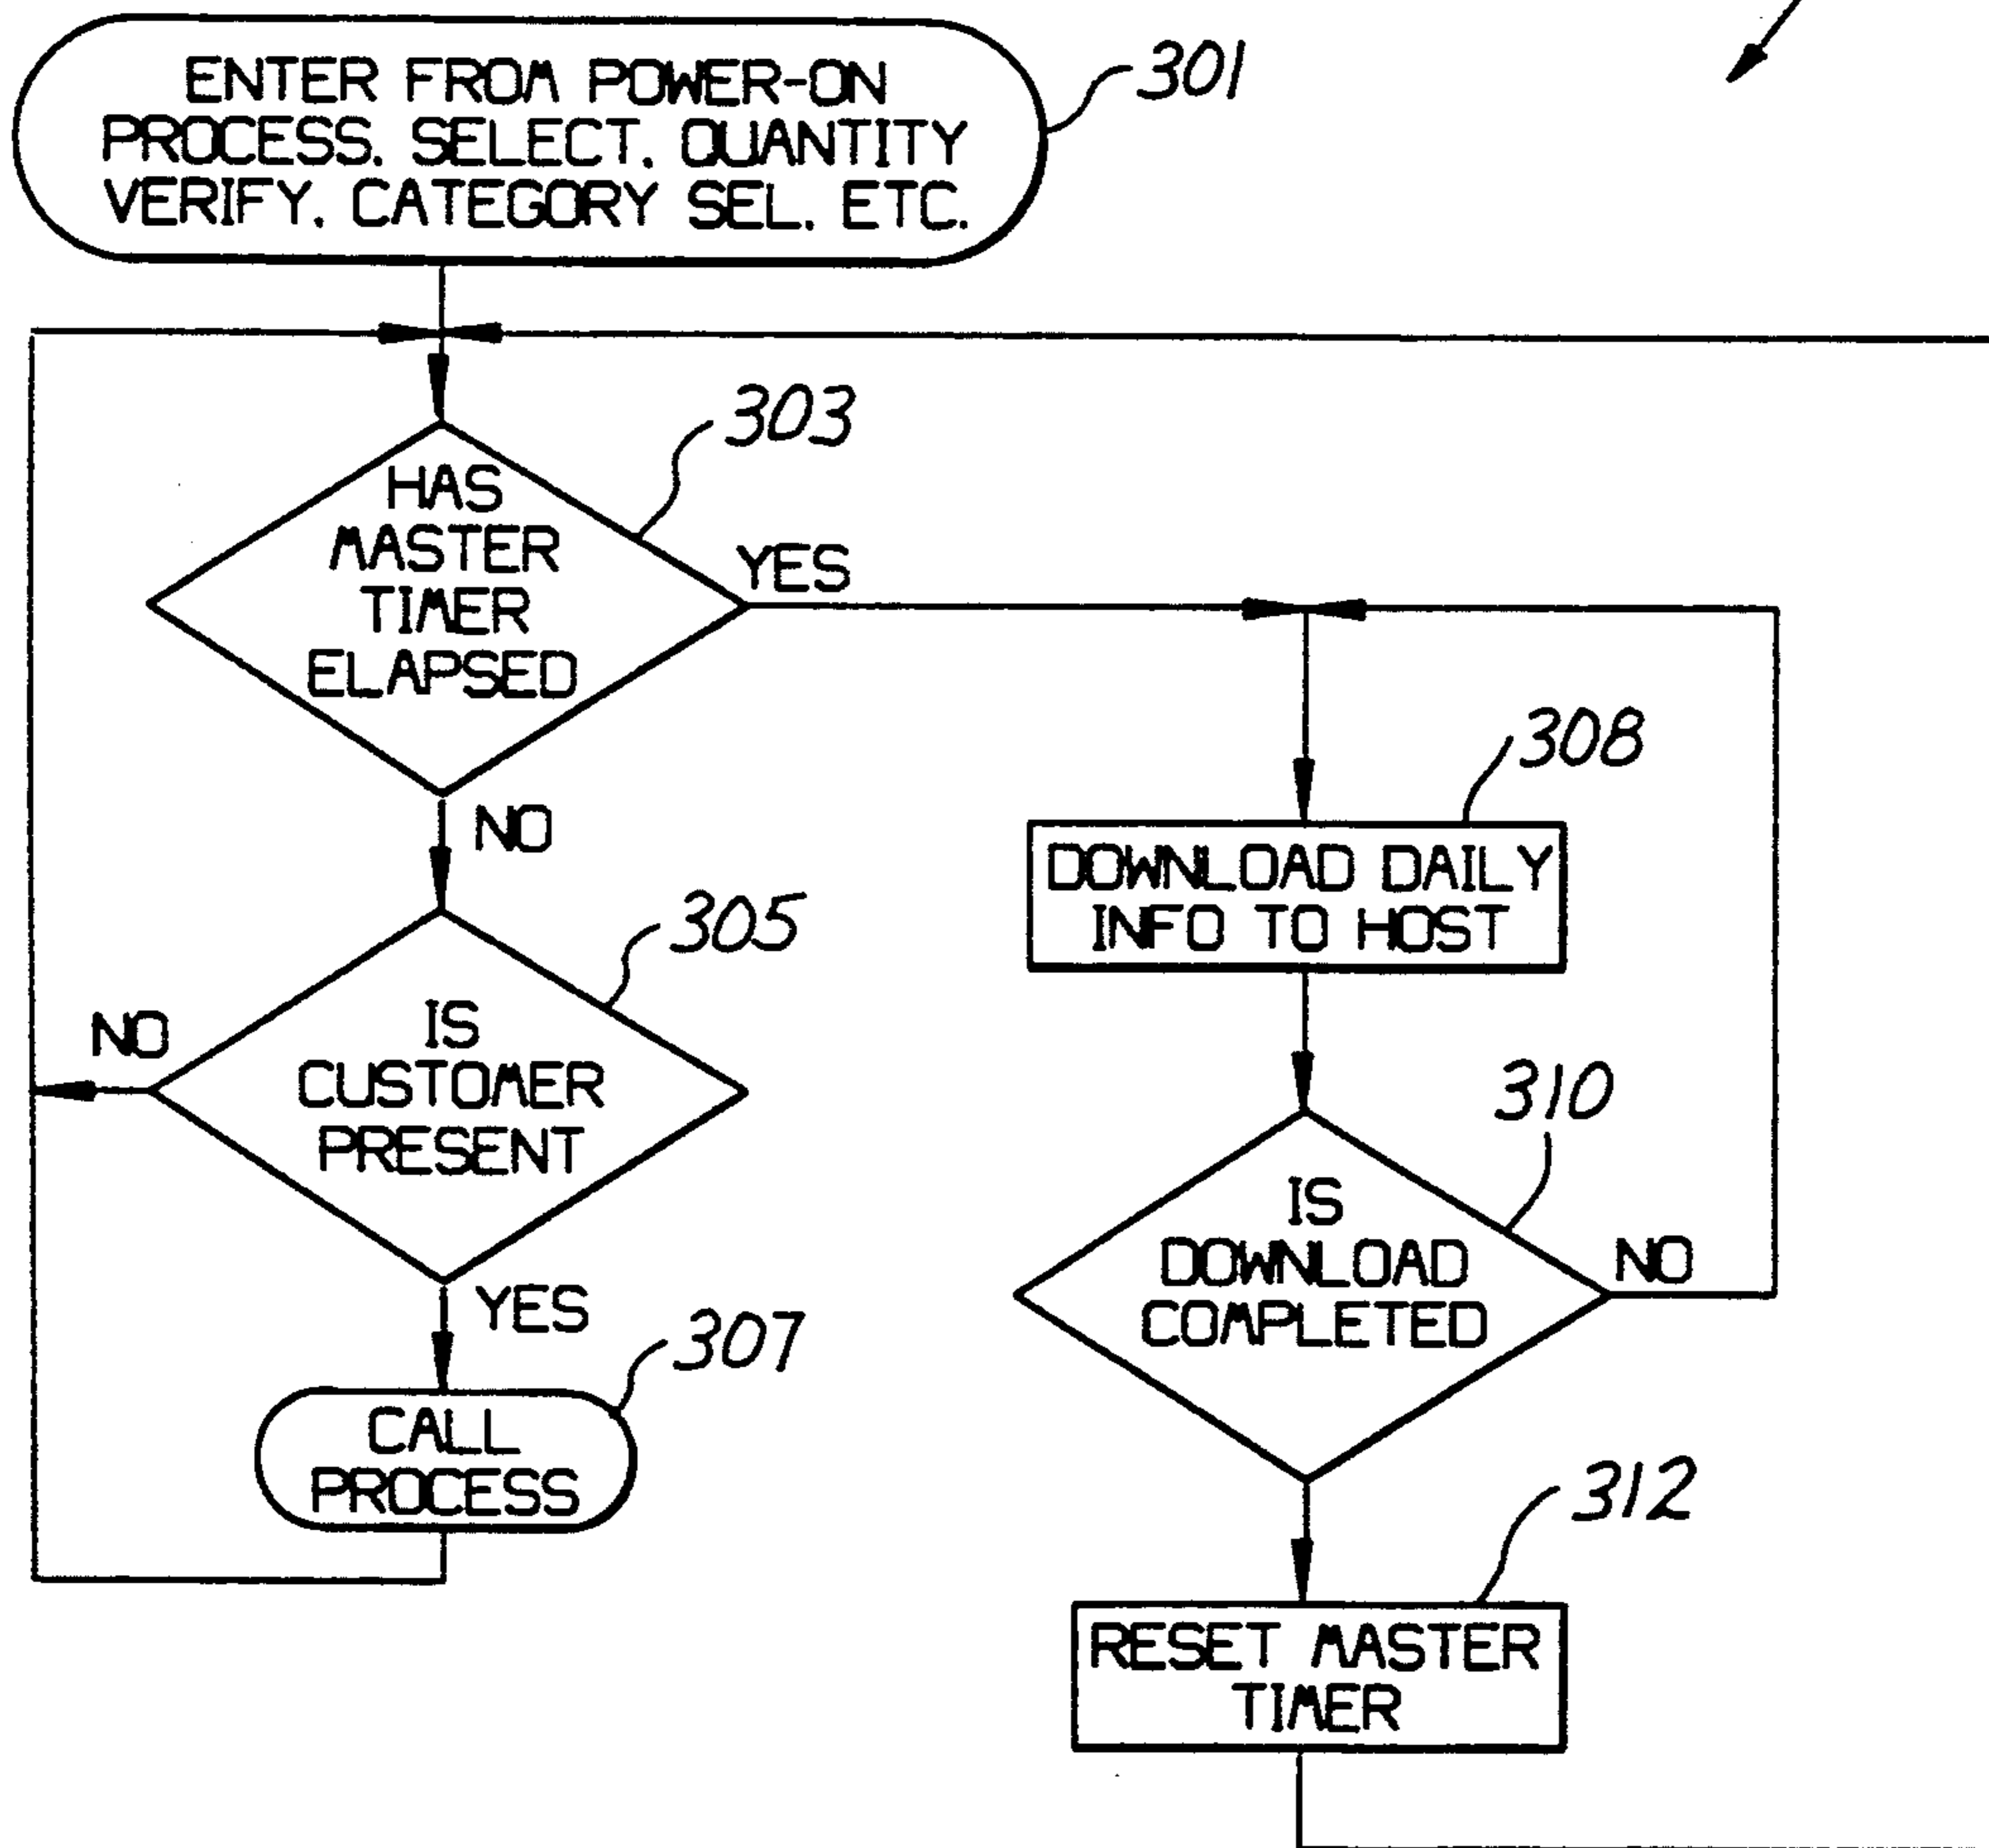 ENTER FROM POWER-ON
PROCESS. SELECT. QUANTITY
VERIFY. CATEGORY SEL. ETC.
301
303
HAS
MASTER
TIMER
ELAPSED
YES
NO
305
IS
CUSTOMER
PRESENT
NO
YES
307
CALL
PROCESS
308
DOWNLOAD DAILY
INFO TO HOST
310
IS
DOWNLOAD
COMPLETED
NO
312
RESET MASTER
TIMER